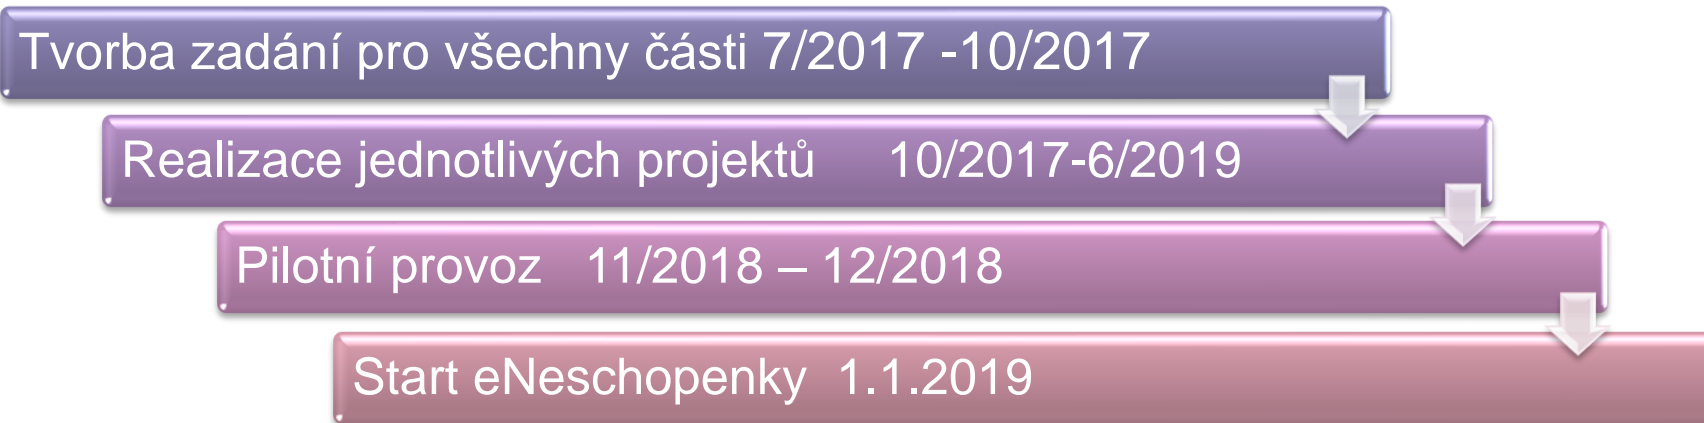 Tvorba zadání pro všechny části 7/2017 -10/2017
Realizace jednotlivých projektů 10/2017-6/2019
Pilotní provoz 11/2018 – 12/2018
Start eNeschopenky 1.1.2019